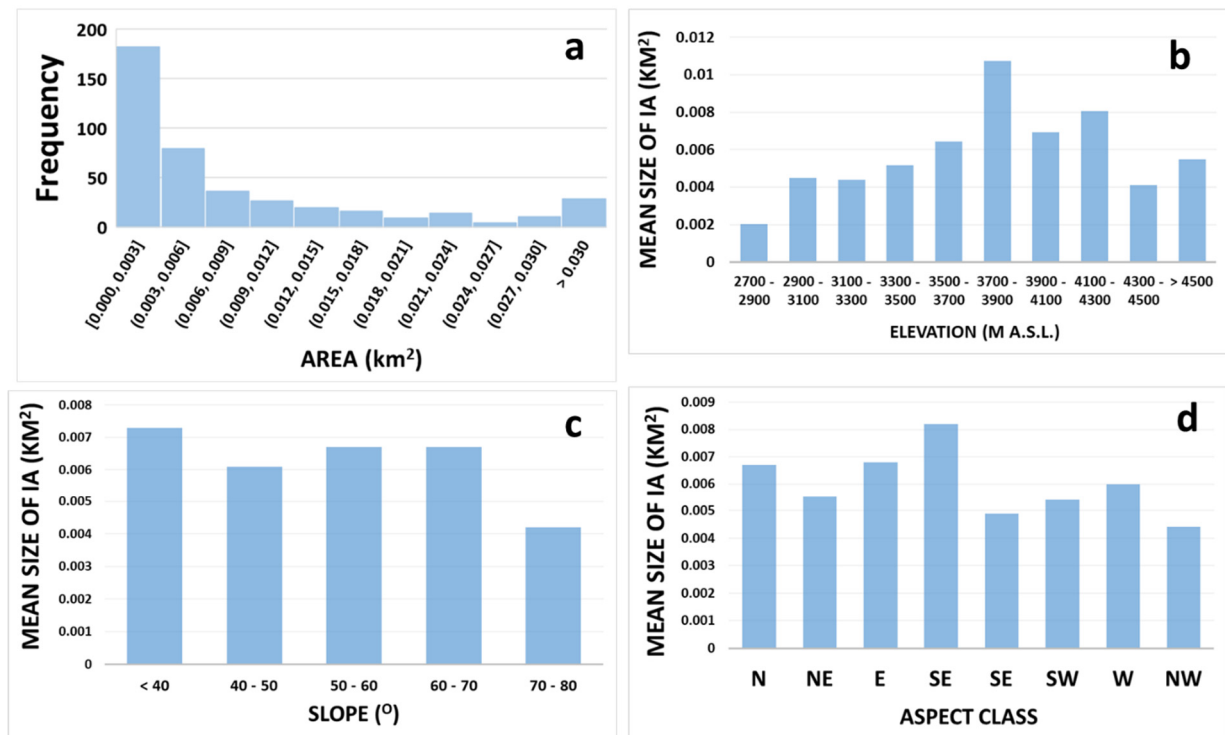 a
200
150
100
50
0
Frequency
[0.000, 0.003]
(0.003, 0.006]
(0.006, 0.009]
(0.009, 0.012]
(0.012, 0.015]
(0.015, 0.018]
(0.018, 0.021]
(0.021, 0.024]
(0.024, 0.027]
(0.027, 0.030]
> 0.030
AREA (km²)
b
0.012
0.01
0.008
0.006
0.004
0.002
0
MEAN SIZE OF IA (KM²)
2700 - 2900 - 3100 - 3300 - 3500 - 3700 - 3900 - 4100 - 4300 - > 4500
2900 3100 3300 3500 3700 3900 4100 4300 4500
ELEVATION (M A.S.L.)
c
0.008
0.007
0.006
0.005
0.004
0.003
0.002
0.001
0
MEAN SIZE OF IA (KM²)
< 40 40 - 50 50 - 60 60 - 70 70 - 80
SLOPE (⁰)
d
0.009
0.008
0.007
0.006
0.005
0.004
0.003
0.002
0.001
0
MEAN SIZE OF IA (KM²)
N NE E SE SE SW W NW
ASPECT CLASS